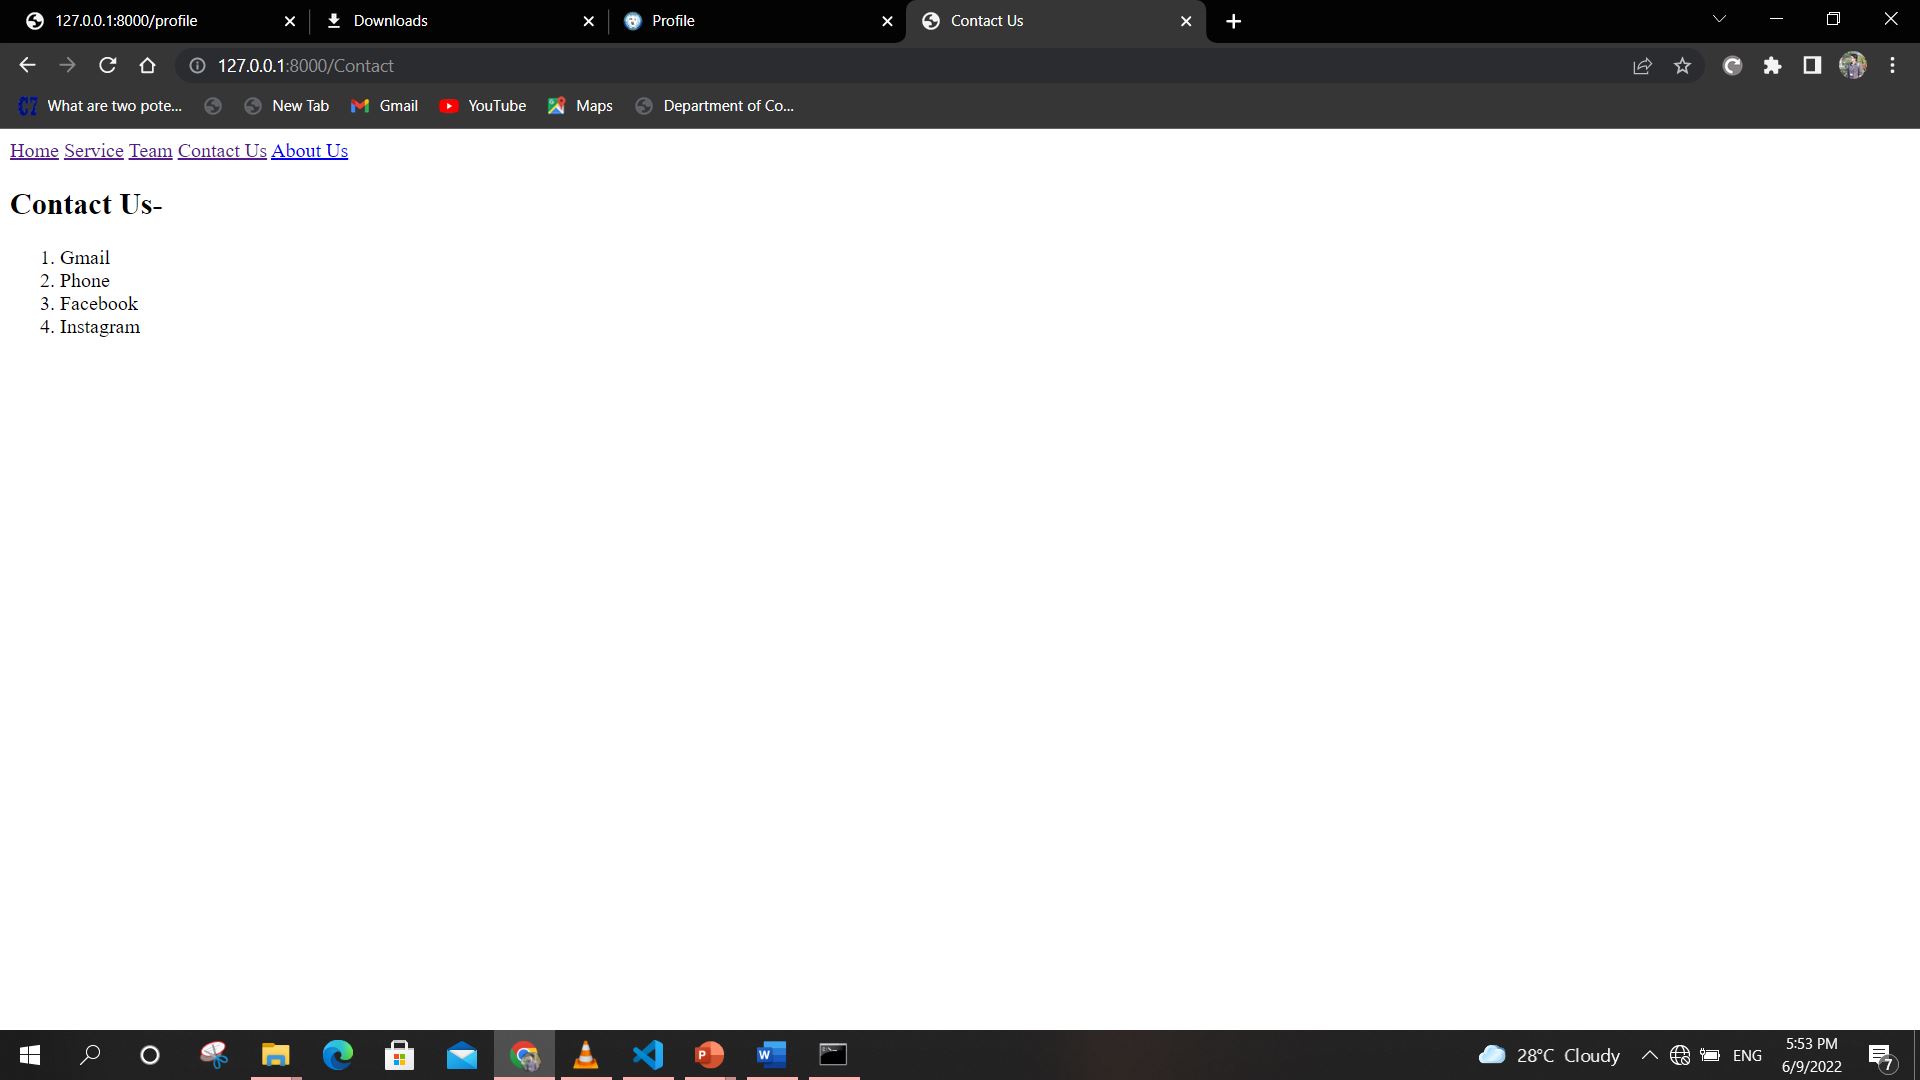 127.0.0.1:8000/profile Downloads Profile Contact Us
127.0.0.1:8000/Contact
What are two pote... New Tab Gmail YouTube Maps Department of Co...
Home Service Team Contact Us About Us
Contact Us-
1. Gmail
2. Phone
3. Facebook
4. Instagram
28°C Cloudy ENG 5:53 PM
6/9/2022 7